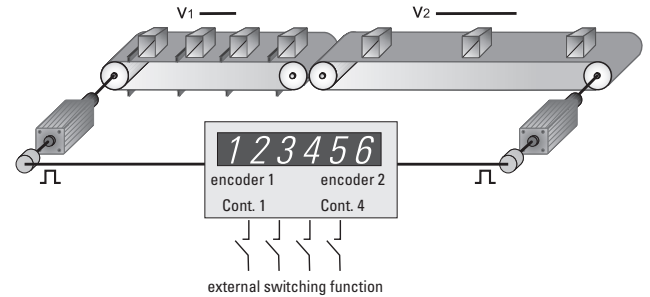 V1 V2
123456
encoder 1 encoder 2
Cont. 1 Cont. 4
external switching function